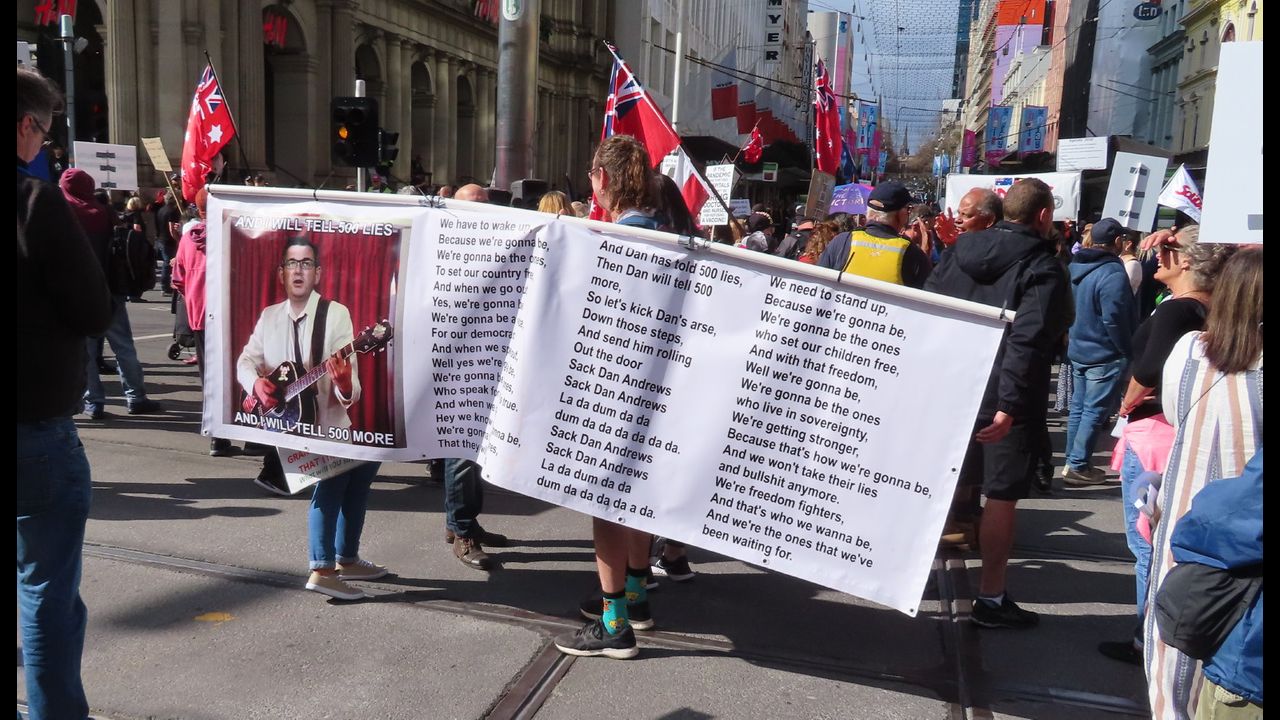 H&M
MYER
AND I WILL TELL 500 LIES
AND I WILL TELL 500 MORE
We have to wake up
Because we're gonna be,
We're gonna be the
To set our country
And when we go
Yes, we're gonna
We're gonna be
For our
And when we
Well yes we're
We're gonna
Who speak
And when
Hey we
We're
That they
And Dan has told 500 lies,
Then Dan will tell 500
more,
So let's kick Dan's arse,
Down those steps,
And send him rolling
Out the door
Sack Dan Andrews
Sack Dan Andrews
La da dum da da
dum da da da da da.
Sack Dan Andrews
Sack Dan Andrews
La da dum da da
dum da da da da a da.
We need to stand up,
Because we're gonna be,
We're gonna be the ones
who set our children free,
And with that freedom,
Well we're gonna be,
We're gonna be the ones
who live in sovereignty,
We're getting stronger,
Because that's how we're gonna be,
And we won't take their lies
and bullshit anymore.
We're freedom fighters,
And that's who we wanna be,
And we're the ones that we've
been waiting for.